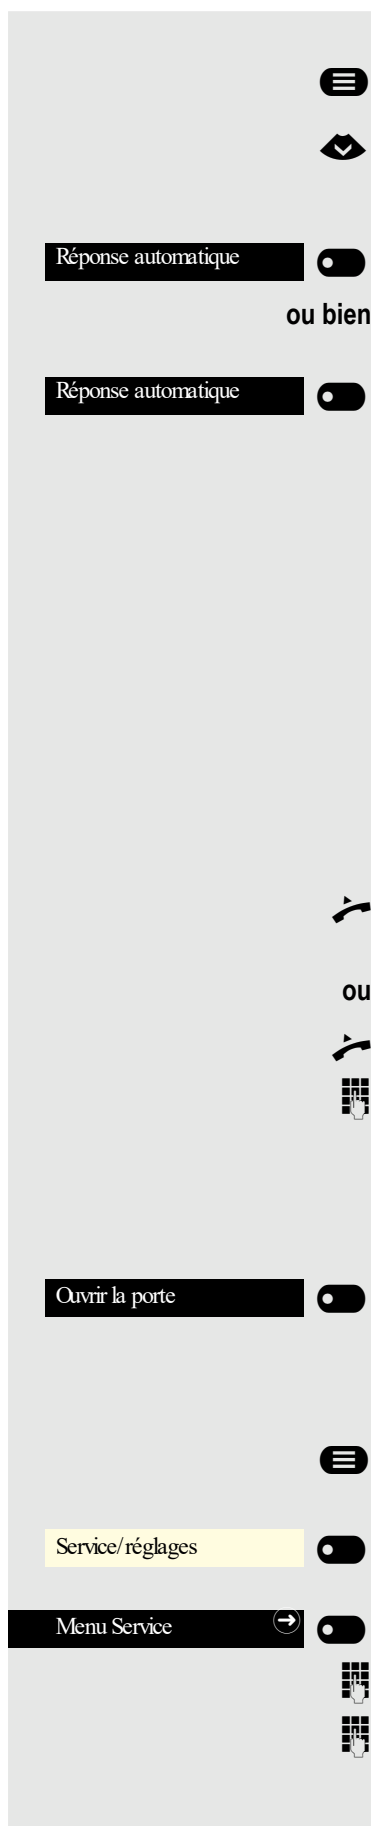 Réponse automatique
ou bien
Réponse automatique
ou
Ouvrir la porte
Service/réglages
Menu Service